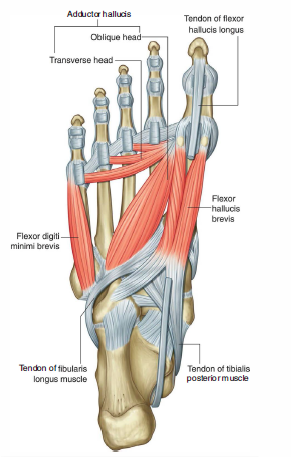 Adductor hallucis
Oblique head
Transverse head
Tendon of flexor
hallucis longus
Flexor
hallucis
brevis
Flexor digiti
minimi brevis
Tendon of fibularis
longus muscle
Tendon of tibialis
posterior muscle